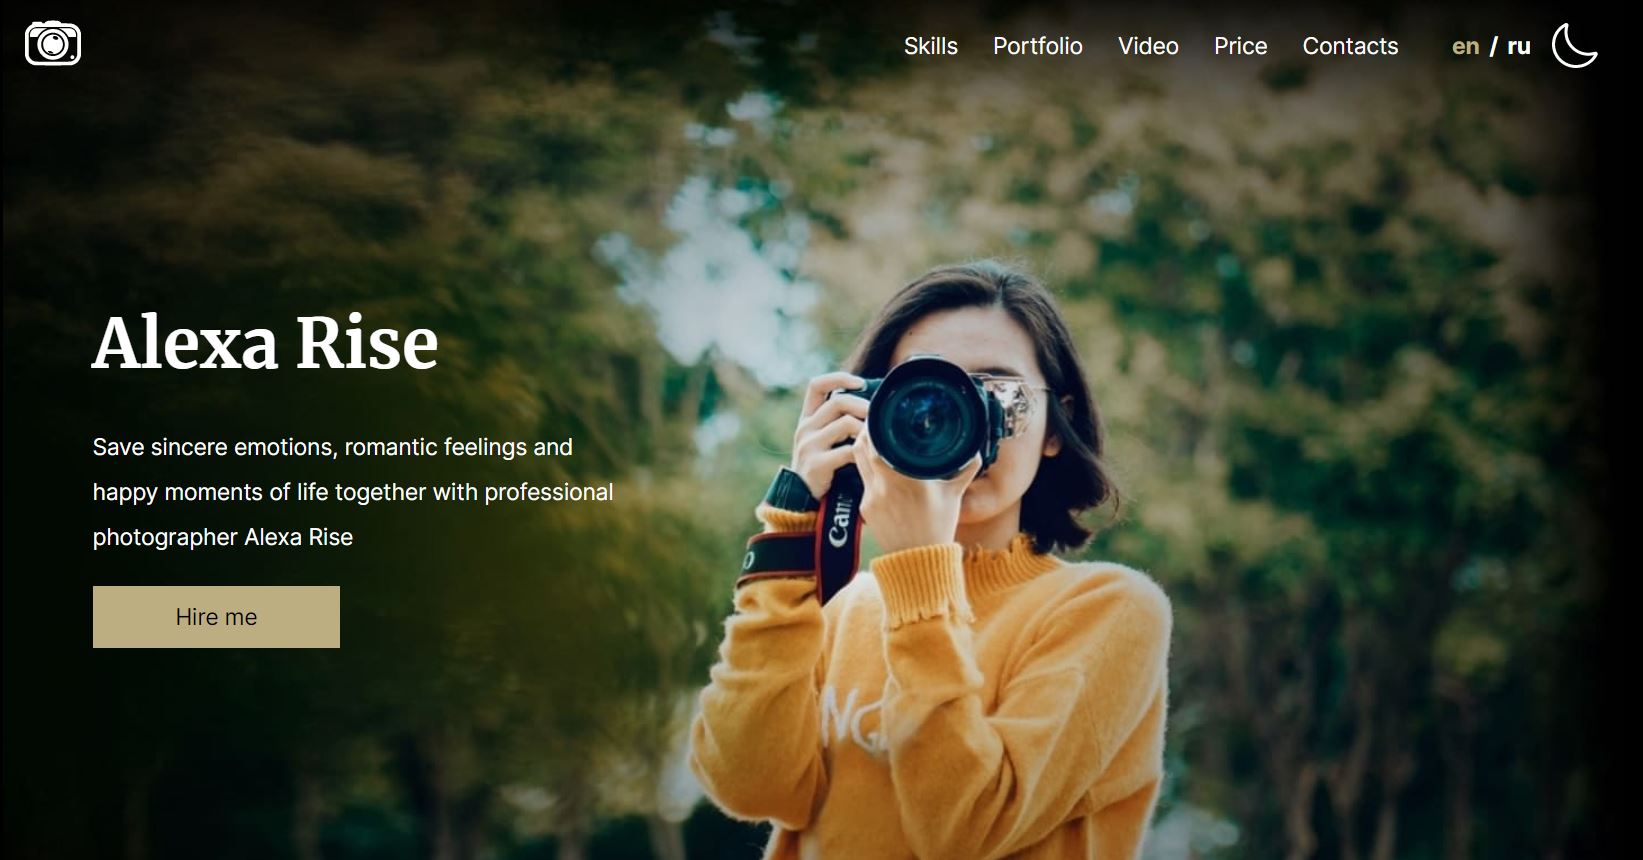 Skills Portfolio Video Price Contacts en / ru
Alexa Rise
Save sincere emotions, romantic feelings and
happy moments of life together with professional
photographer Alexa Rise
Hire me
Can
NG